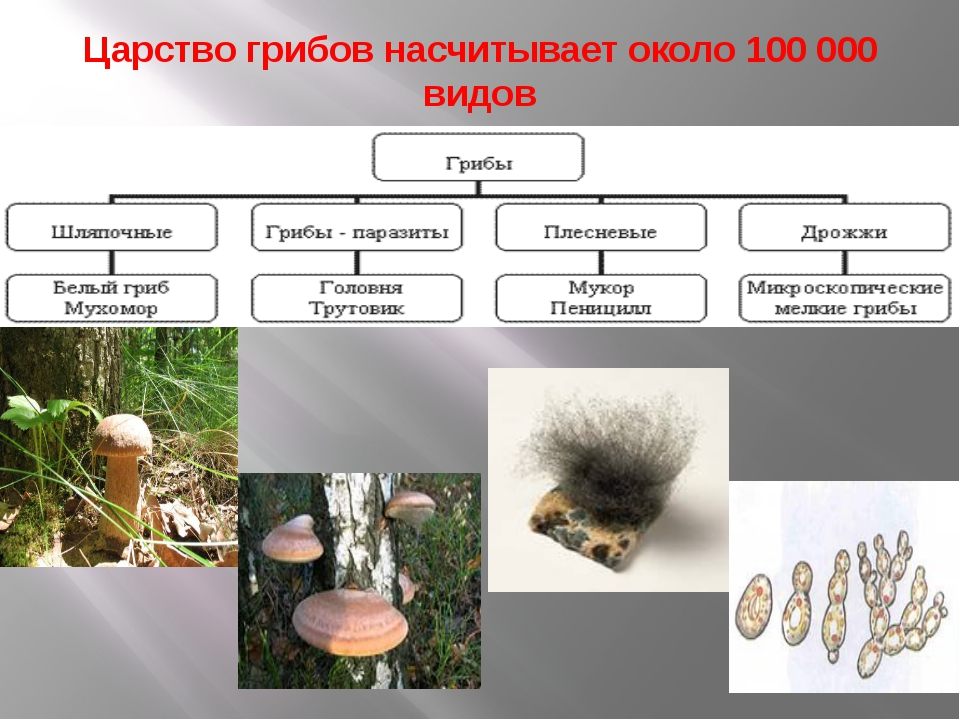 Царство грибов насчитывает около 100 000
видов
Грибы
Шляпочные
Грибы - паразиты
Плесневые
Дрожжи
Белый гриб
Мухомор
Головня
Трутовик
Мукор
Пеницилл
Микроскопические
мелкие грибы